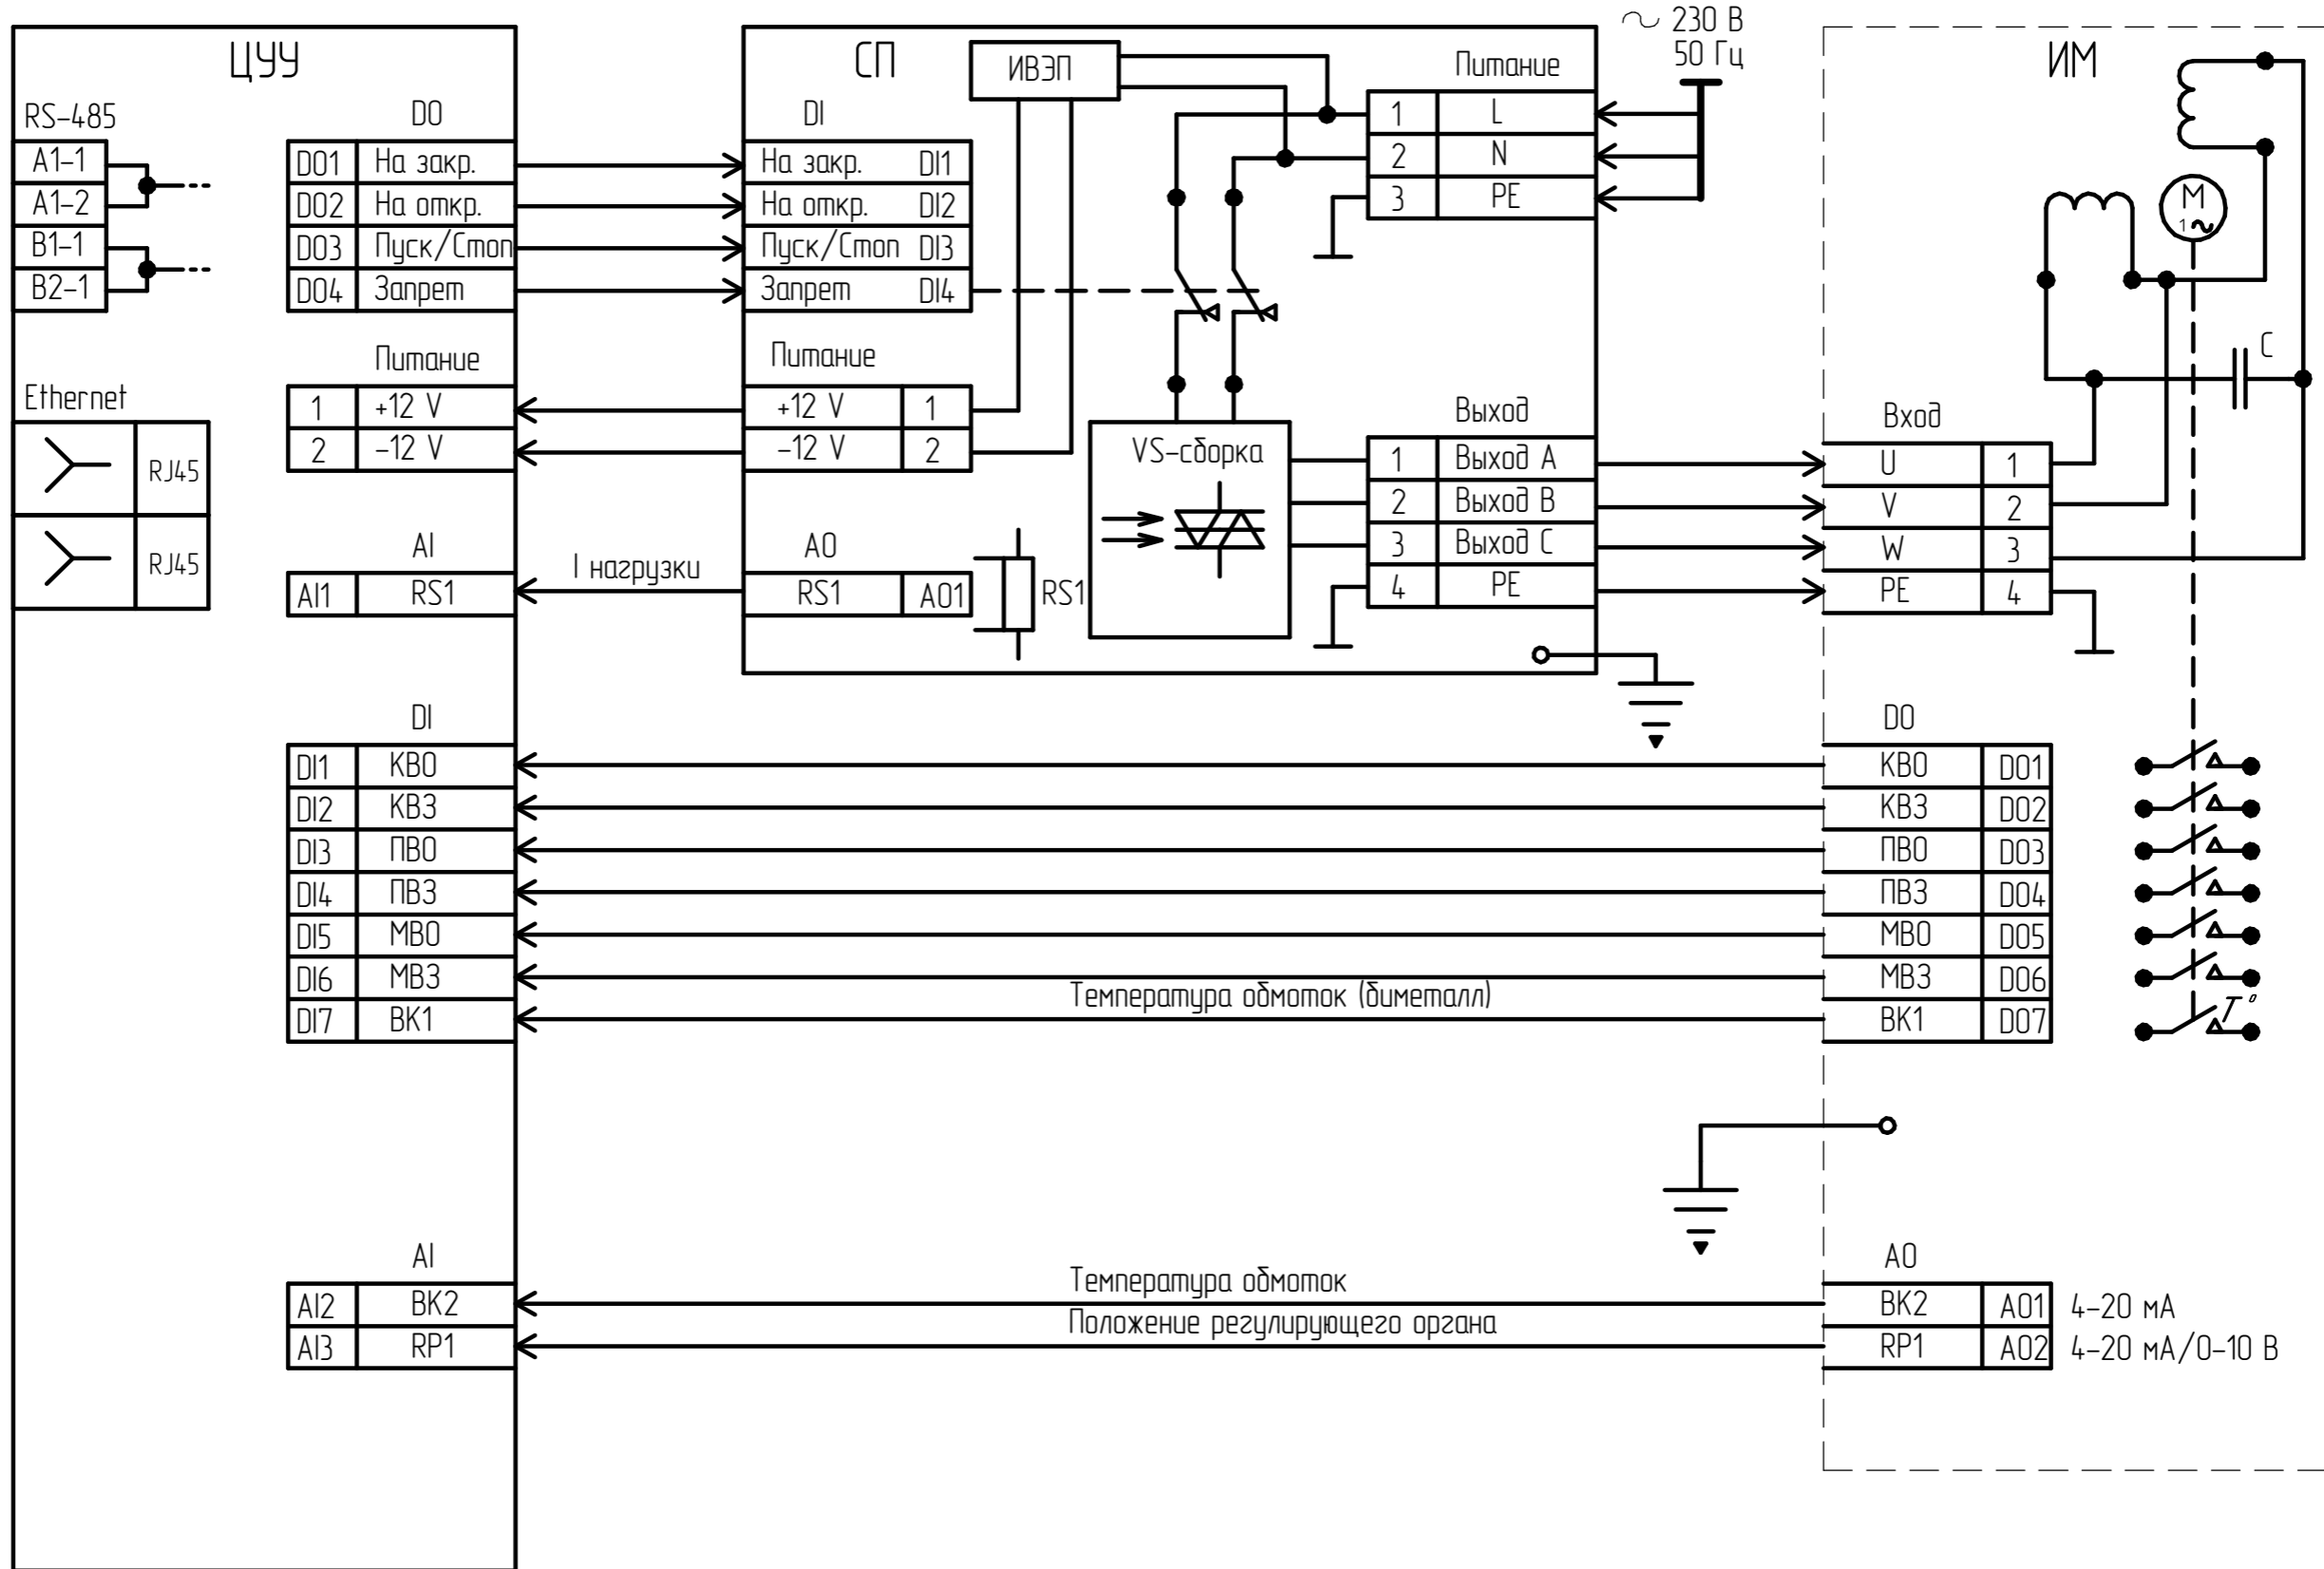 ЦУУ
RS-485
A1-1
A1-2
B1-1
B2-1
Ethernet
RJ45
RJ45
DO
DO1 На закр.
DO2 На откр.
DO3 Пуск/Стоп
DO4 Запрет
Питание
1 +12 V
2 -12 V
AI
AI1 RS1
DI
DI1 КВО
DI2 КВЗ
DI3 ПВО
DI4 ПВЗ
DI5 МВО
DI6 МВЗ
DI7 ВК1
AI
AI2 ВК2
AI3 RP1
I нагрузки
СП
ИВЭП
DI
На закр. DI1
На откр. DI2
Пуск/Стоп DI3
Запрет DI4
Питание
+12 V 1
-12 V 2
AO
RS1 AO1
RS1
VS-сборка
Питание
1 L
2 N
3 PE
~ 230 В
50 Гц
Выход
1 Выход A
2 Выход B
3 Выход C
4 PE
Температура обмоток (биметалл)
Температура обмоток
Положение регулирующего органа
ИМ
M
1~
C
Вход
U 1
V 2
W 3
PE 4
DO
КВО DO1
КВЗ DO2
ПВО DO3
ПВЗ DO4
МВО DO5
МВЗ DO6
ВК1 DO7
T°
AO
ВК2 AO1 4-20 мА
RP1 AO2 4-20 мА/0-10 В